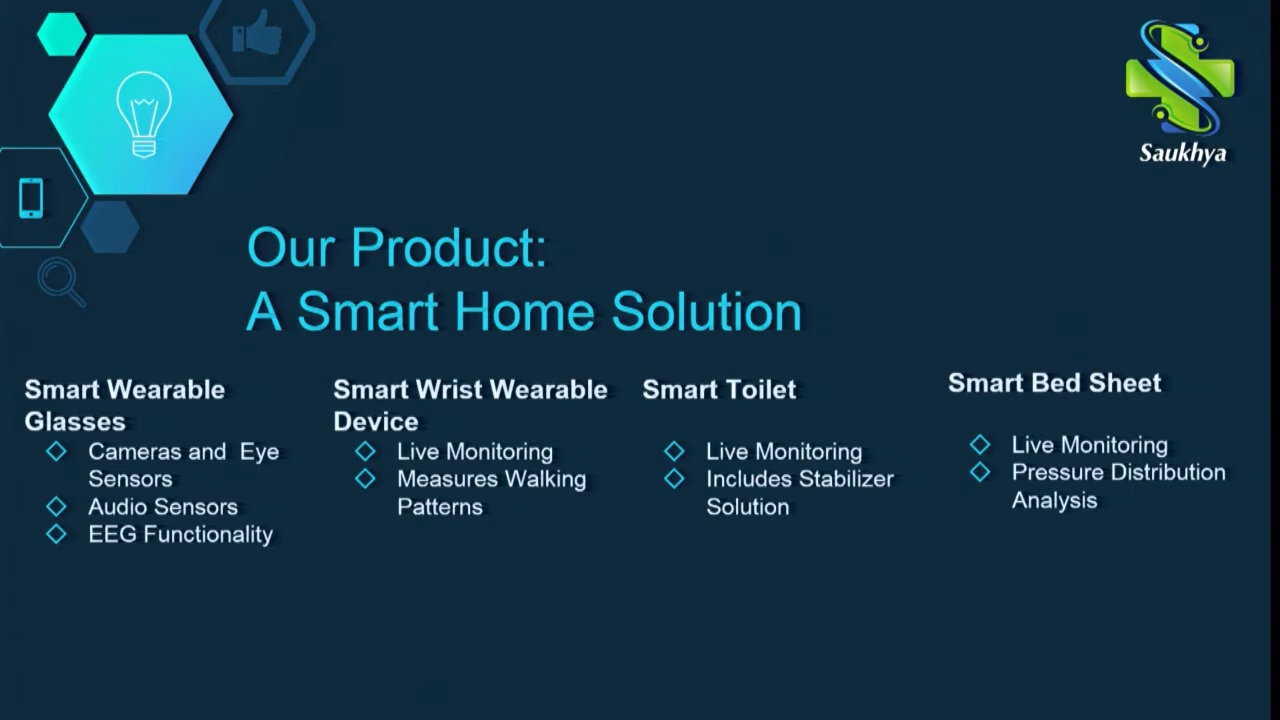 Saukhya
Our Product:
A Smart Home Solution
Smart Wearable
Glasses
Cameras and Eye
Sensors
Audio Sensors
EEG Functionality
Smart Wrist Wearable
Device
Live Monitoring
Measures Walking
Patterns
Smart Toilet
Live Monitoring
Includes Stabilizer
Solution
Smart Bed Sheet
Live Monitoring
Pressure Distribution
Analysis